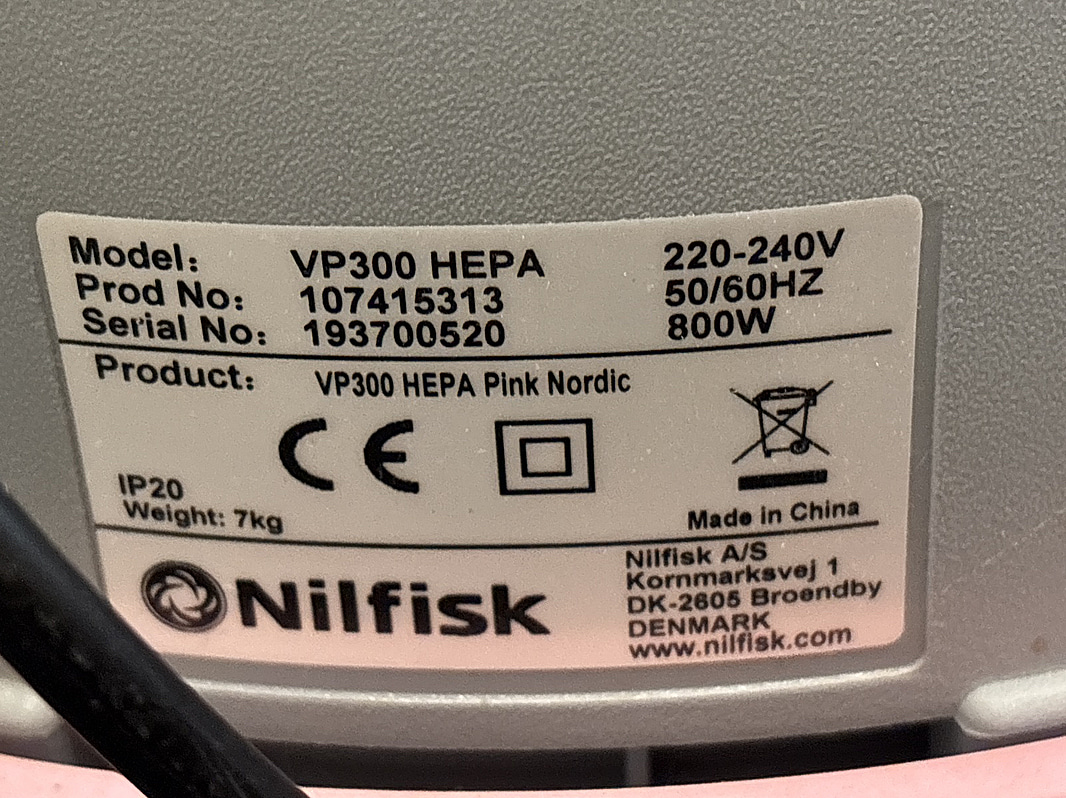 Model: VP300 HEPA 220-240V
Prod No: 107415313 50/60HZ
Serial No: 193700520 800W
Product: VP300 HEPA Pink Nordic
CE
IP20
Weight: 7kg
Made in China
Nilfisk
Nilfisk A/S
Kornmarksvej 1
DK-2605 Broendby
DENMARK
www.nilfisk.com